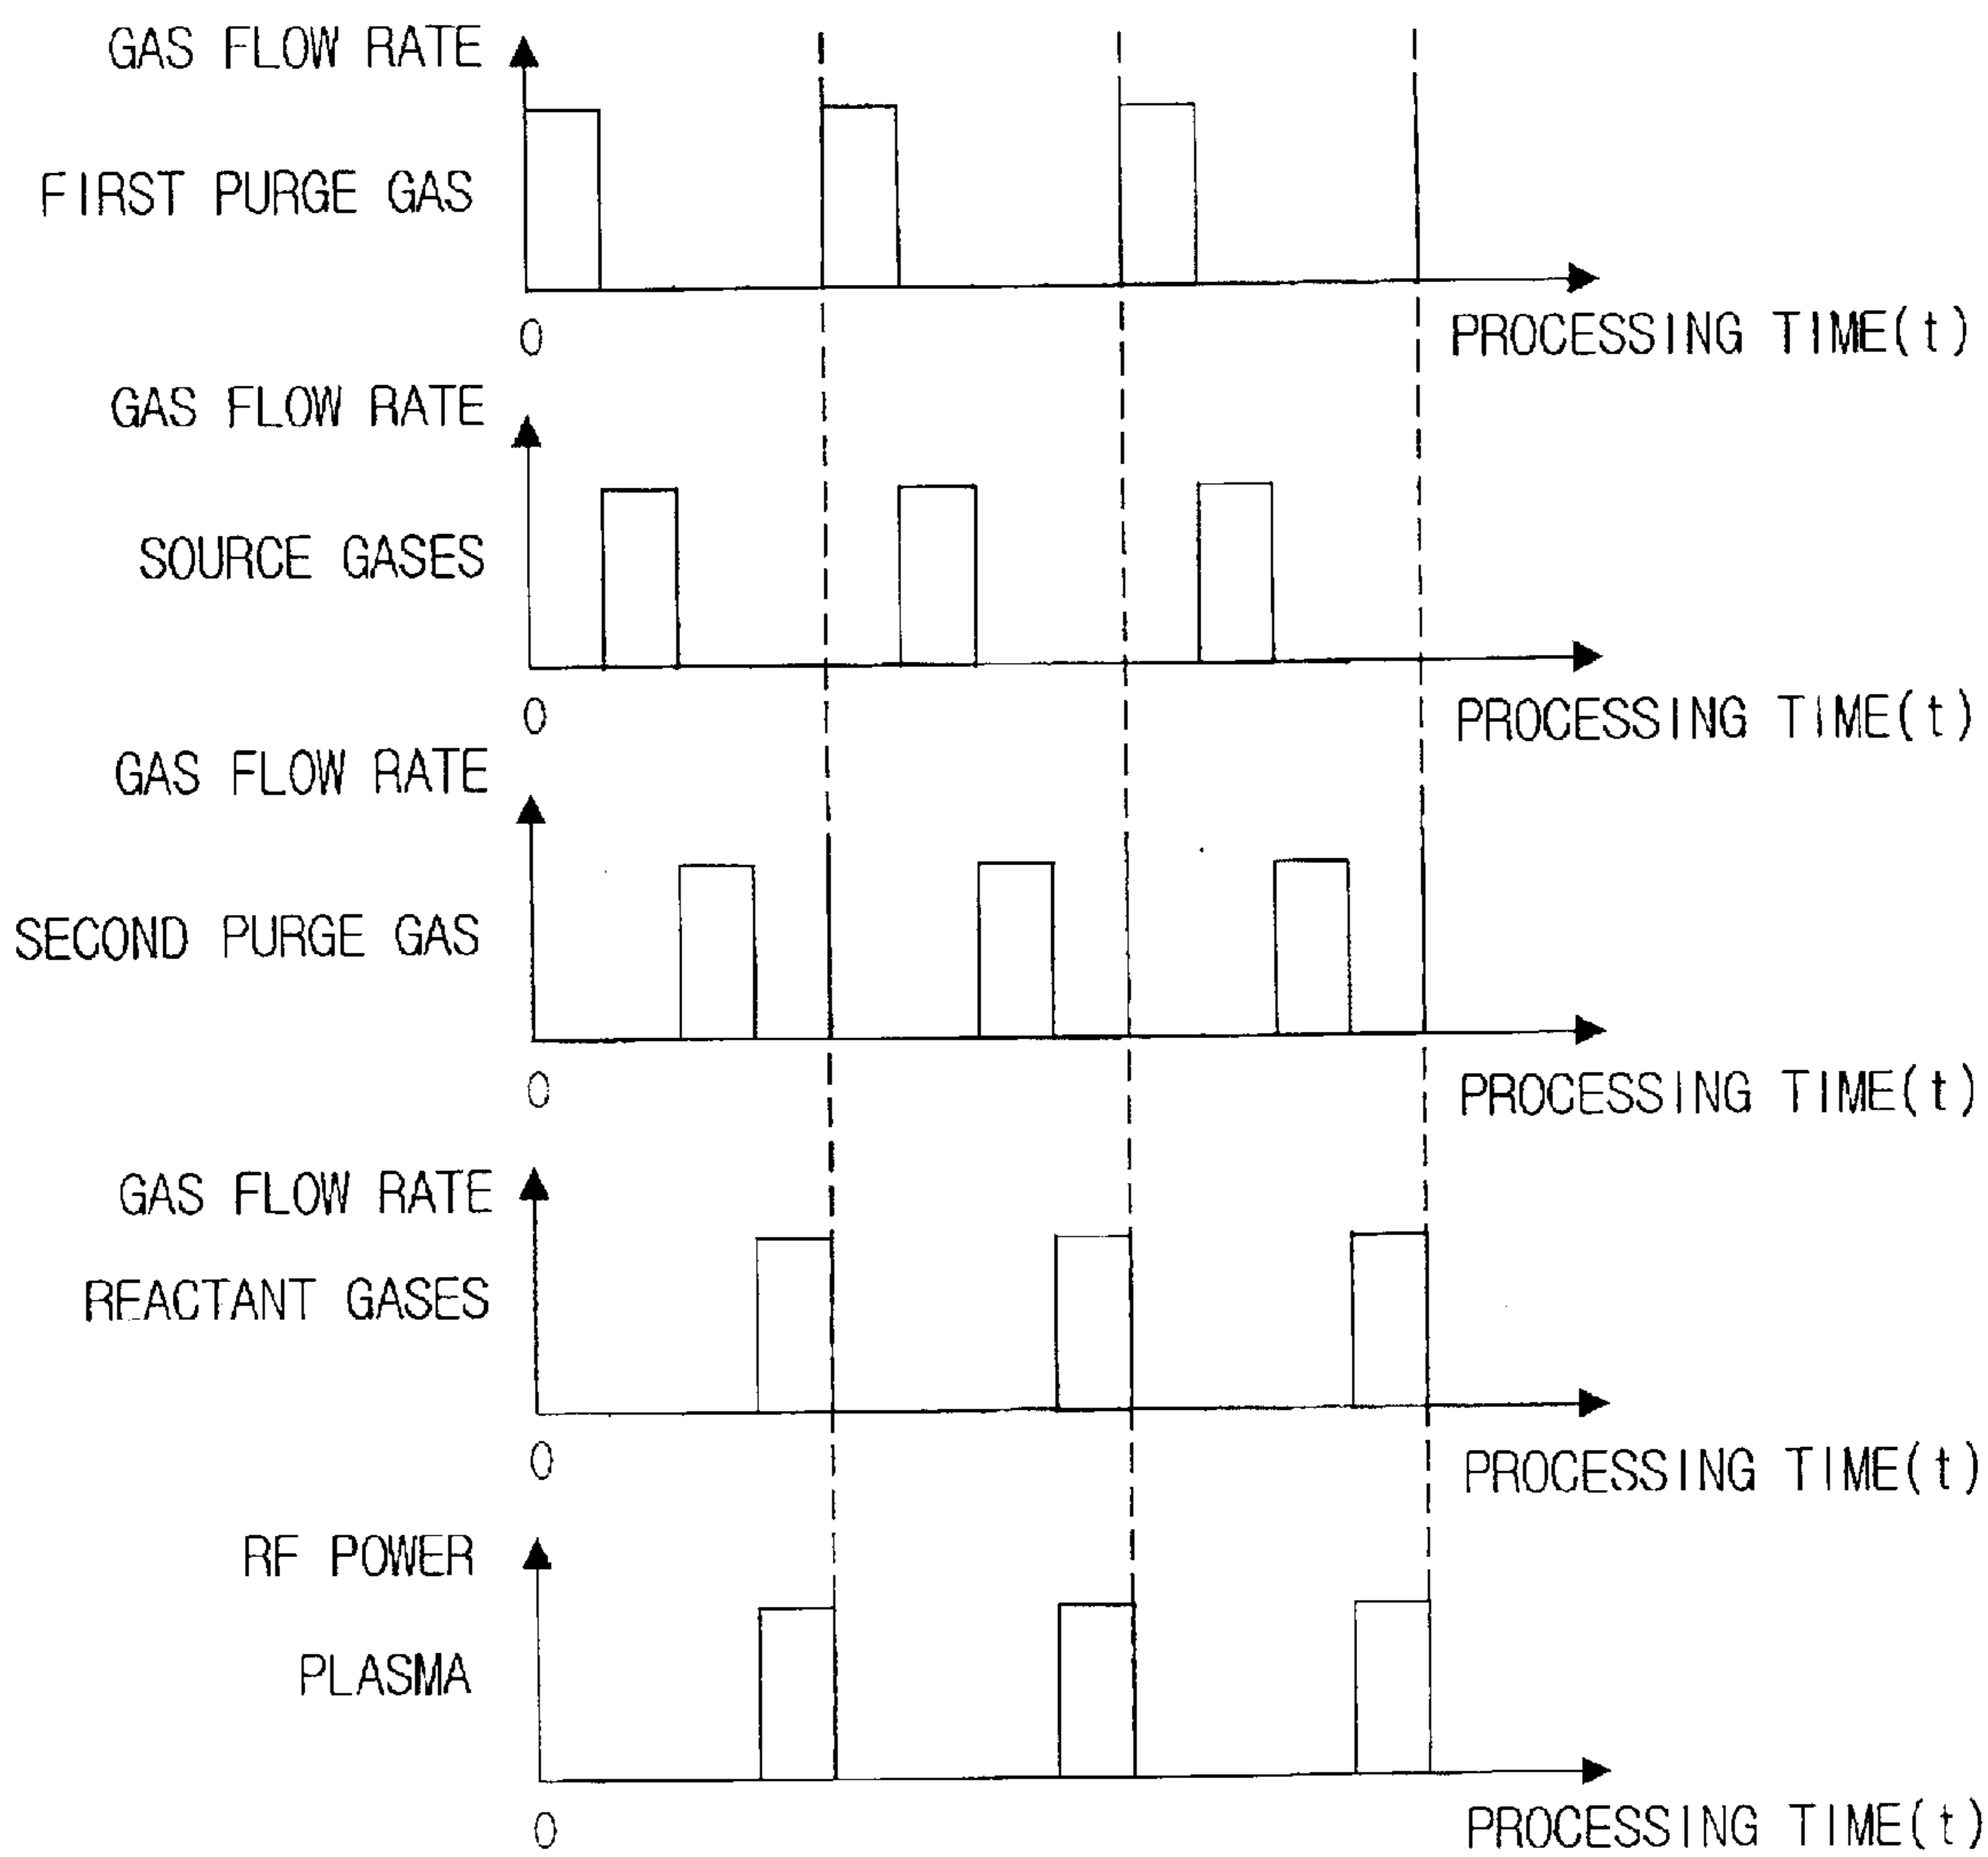 GAS FLOW RATE
FIRST PURGE GAS
0
PROCESSING TIME(t)
GAS FLOW RATE
SOURCE GASES
0
PROCESSING TIME(t)
GAS FLOW RATE
SECOND PURGE GAS
0
PROCESSING TIME(t)
GAS FLOW RATE
REACTANT GASES
0
PROCESSING TIME(t)
RF POWER
PLASMA
0
PROCESSING TIME(t)